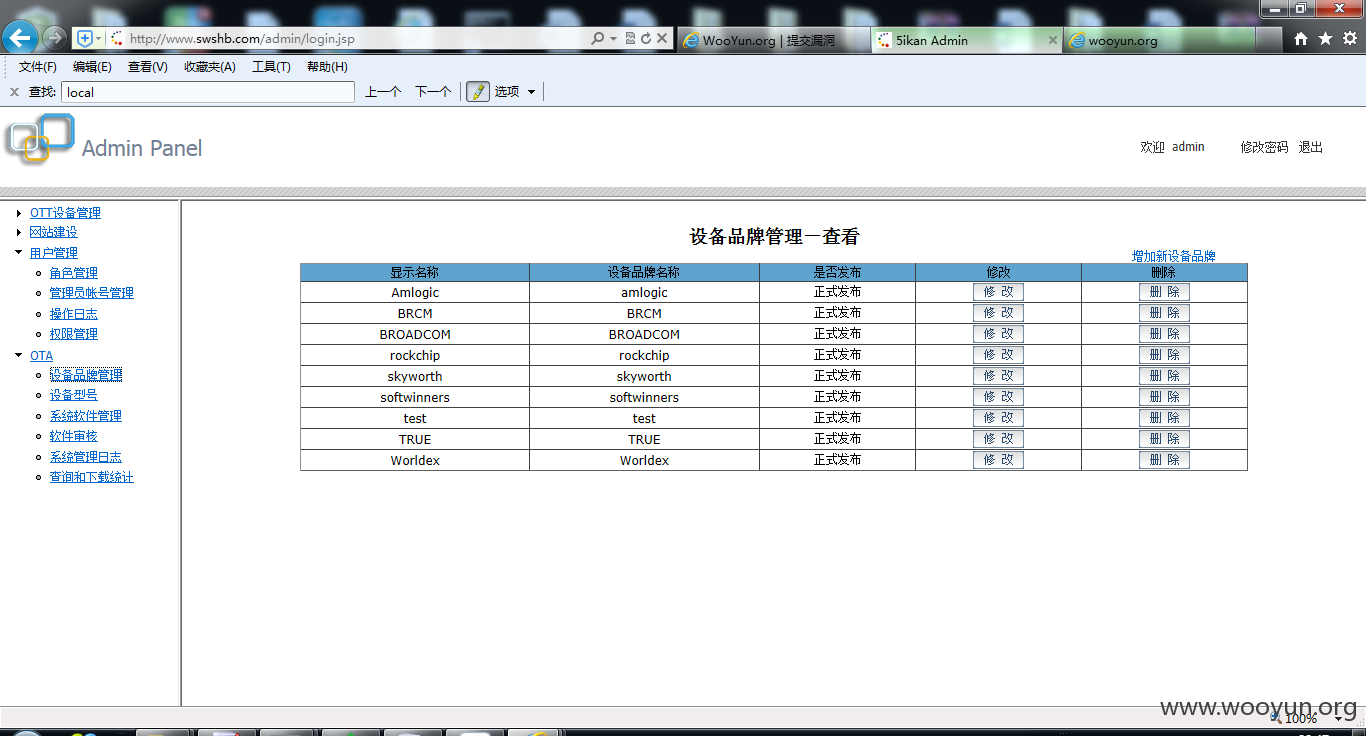 http://www.swshb.com/admin/login.jsp
WooYun.org | 提交漏洞
5ikan Admin
wooyun.org
文件(F) 编辑(E) 查看(V) 收藏夹(A) 工具(T) 帮助(H)
查找: local 上一个 下一个 选项
Admin Panel
欢迎 admin 修改密码 退出
OTT设备管理
网站建设
用户管理
角色管理
管理员帐号管理
操作日志
权限管理
OTA
设备品牌管理
设备型号
系统软件管理
软件审核
系统管理日志
查询和下载统计
设备品牌管理－查看
增加新设备品牌
显示名称 设备品牌名称 是否发布 修改 删除
Amlogic amlogic 正式发布 修 改 删 除
BRCM BRCM 正式发布 修 改 删 除
BROADCOM BROADCOM 正式发布 修 改 删 除
rockchip rockchip 正式发布 修 改 删 除
skyworth skyworth 正式发布 修 改 删 除
softwinners softwinners 正式发布 修 改 删 除
test test 正式发布 修 改 删 除
TRUE TRUE 正式发布 修 改 删 除
Worldex Worldex 正式发布 修 改 删 除
www.wooyun.org
100%